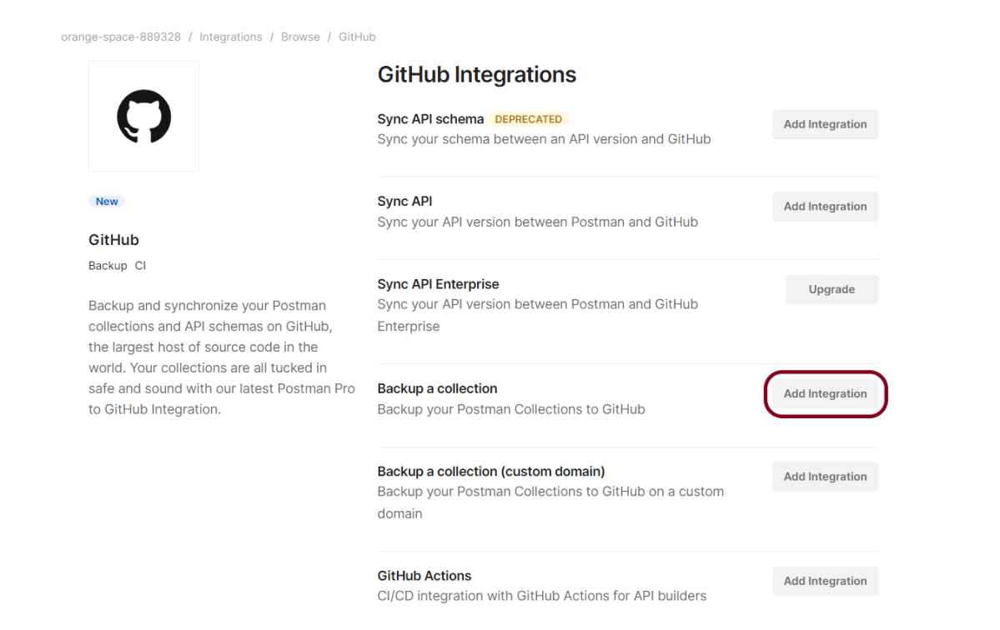 orange-space-889328 / Integrations / Browse / GitHub
New
GitHub
Backup CI
Backup and synchronize your Postman
collections and API schemas on GitHub,
the largest host of source code in the
world. Your collections are all tucked in
safe and sound with our latest Postman Pro
to GitHub Integration.
GitHub Integrations
Sync API schema DEPRECATED
Sync your schema between an API version and GitHub
Add Integration
Sync API
Sync your API version between Postman and GitHub
Add Integration
Sync API Enterprise
Sync your API version between Postman and GitHub
Enterprise
Upgrade
Backup a collection
Backup your Postman Collections to GitHub
Add Integration
Backup a collection (custom domain)
Backup your Postman Collections to GitHub on a custom
domain
Add Integration
GitHub Actions
CI/CD integration with GitHub Actions for API builders
Add Integration